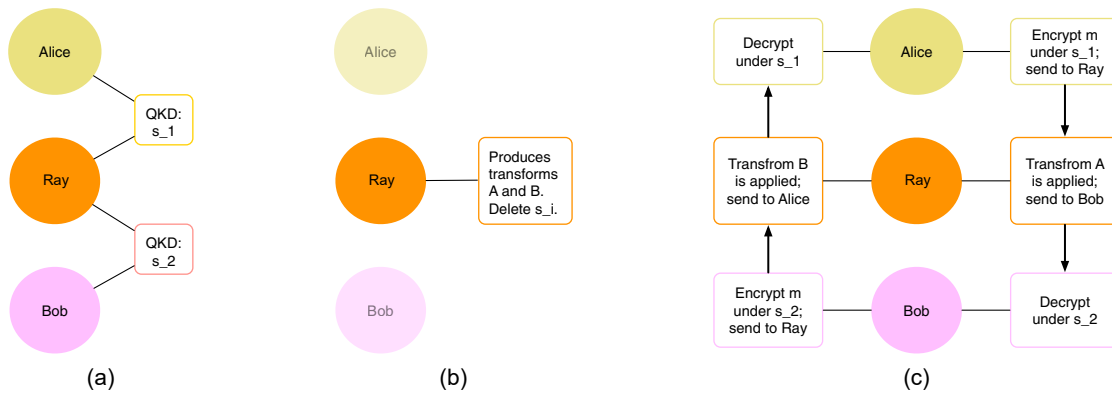 Alice
QKD:
s_1
Ray
QKD:
s_2
Bob
(a)
Alice
Ray
Produces
transforms
A and B.
Delete s_i.
Bob
(b)
Decrypt
under s_1
Alice
Encrypt m
under s_1;
send to Ray
Transfrom B
is applied;
send to Alice
Ray
Transfrom A
is applied;
send to Bob
Encrypt m
under s_2;
send to Ray
Bob
Decrypt
under s_2
(c)